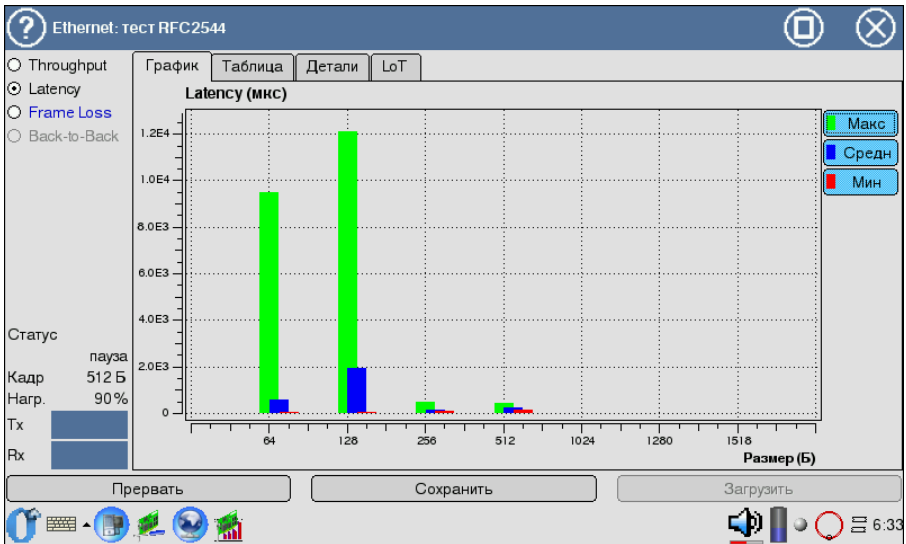 Ethernet: тест RFC2544
Throughput
Latency
Frame Loss
Back-to-Back
График Таблица Детали LoT
Latency (мкс)
1.2E4
1.0E4
8.0E3
6.0E3
4.0E3
2.0E3
0
64 128 256 512 1024 1280 1518
Размер (Б)
Макс
Средн
Мин
Статус
пауза
Кадр 512 Б
Нагр. 90%
Tx
Rx
Прервать Сохранить Загрузить
6:33